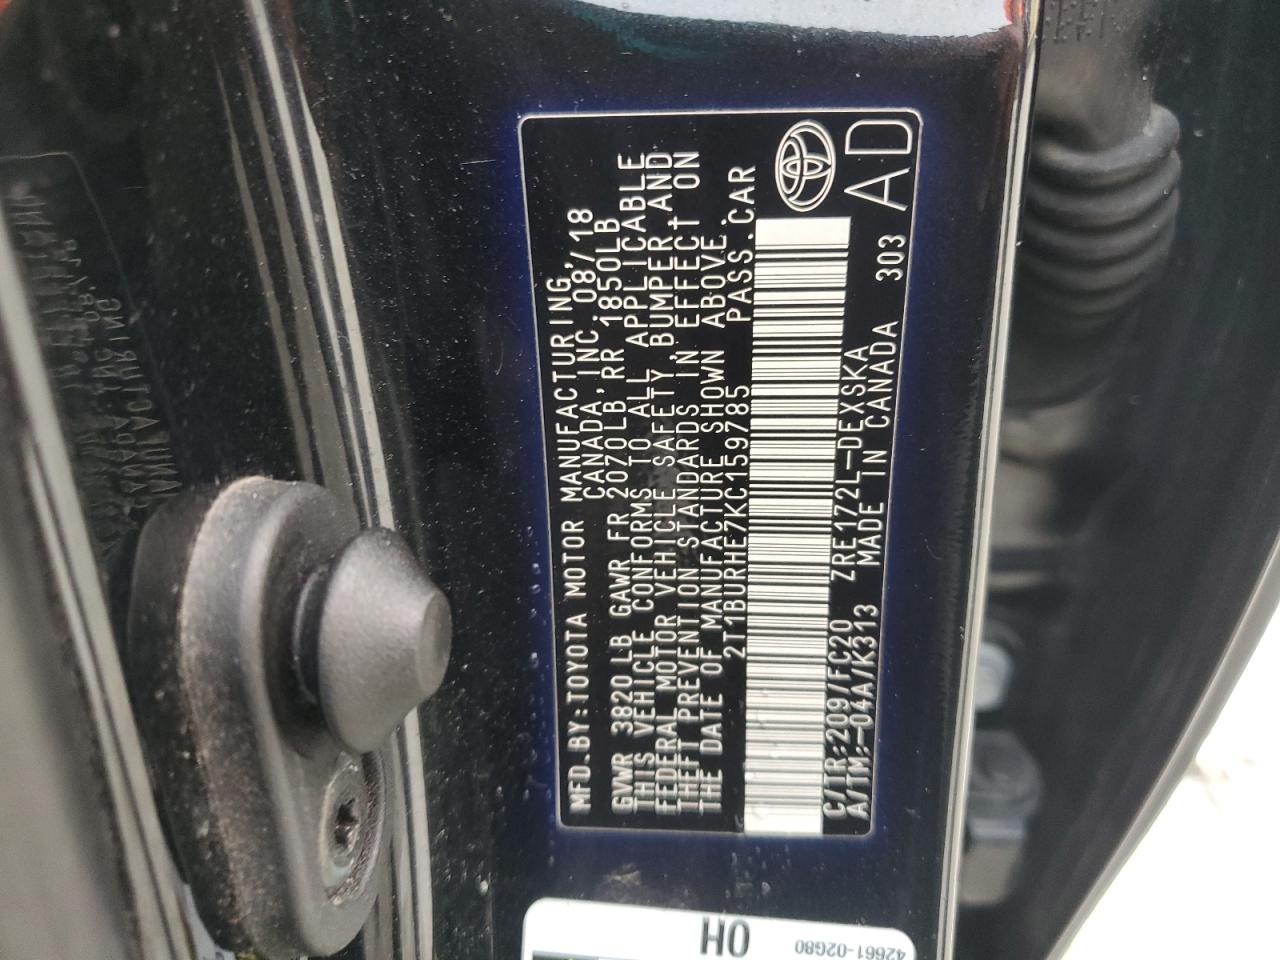 MFD.BY:TOYOTA MOTOR MANUFACTURING,
CANADA,INC. 08/18
GVWR 3820LB GAWR FR 2070LB,RR 1850LB
THIS VEHICLE CONFORMS TO ALL APPLICABLE
FEDERAL MOTOR VEHICLE SAFETY, BUMPER,AND
THEFT PREVENTION STANDARDS IN EFFECT ON
THE DATE OF MANUFACTURE SHOWN ABOVE.
2T1BURHE7KC159785 PASS.CAR
C/TR:209/FC20 ZRE172L-DEXSKA
A/TM:-04A/K313 MADE IN CANADA 303
AD
OH
42661-02G80